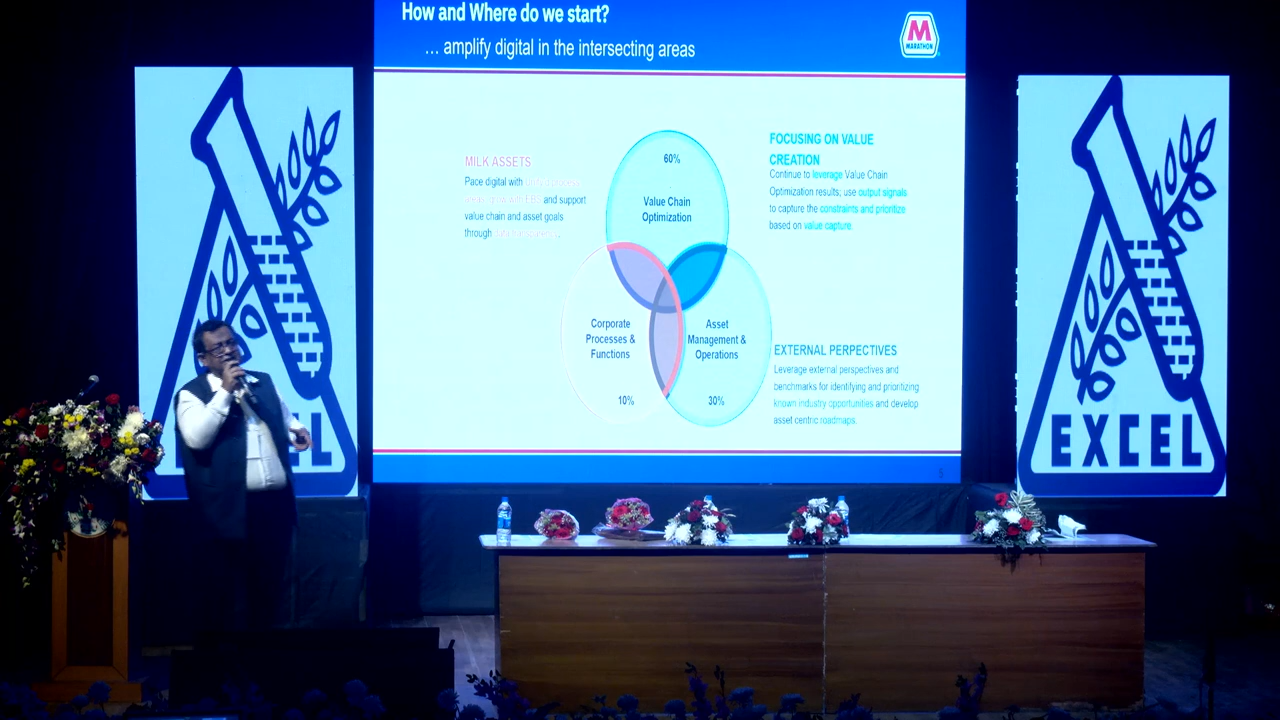 How and Where do we start?
… amplify digital in the intersecting areas
M
MARATHON
MILK ASSETS
Pace digital with
and support
value chain and asset goals
through data transparency.
60%
Value Chain
Optimization
Corporate
Processes &
Functions
10%
Asset
Management &
Operations
30%
FOCUSING ON VALUE
CREATION
Continue to leverage Value Chain
Optimization results; use output signals
to capture the constraints and prioritize
based on value capture
EXTERNAL PERPECTIVES
Leverage external perspectives and
benchmarks for identifying and prioritizing
known industry opportunities and develop
asset centric roadmaps.
5
EL
EXCEL